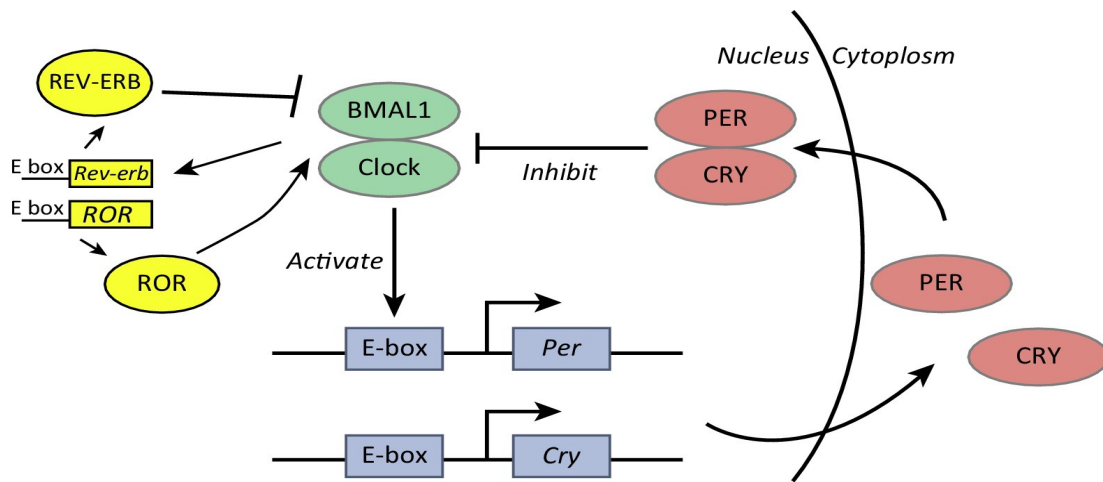 Nucleus
Cytoplosm
REV-ERB
BMAL1
Clock
PER
CRY
E box
Rev-erb
Inhibit
E box
ROR
ROR
Activate
PER
E-box
Per
CRY
E-box
Cry